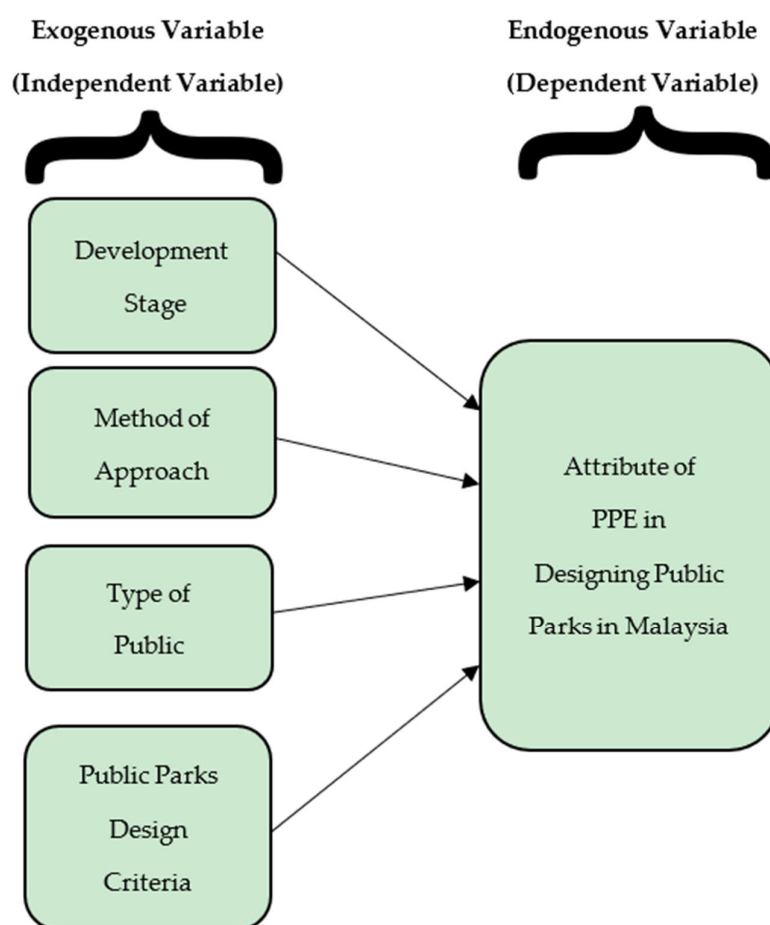 Exogenous Variable
(Independent Variable)
Endogenous Variable
(Dependent Variable)
Development
Stage
Method of
Approach
Type of
Public
Public Parks
Design
Criteria
Attribute of
PPE in
Designing Public
Parks in Malaysia